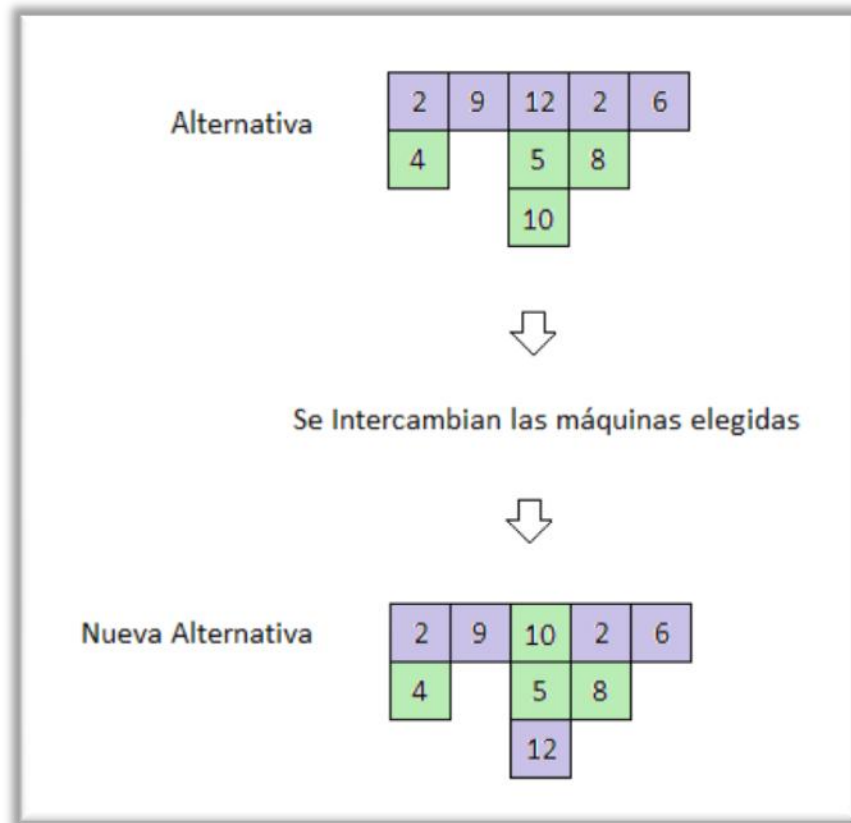 2 9 12 2 6
Alternativa
4 5 8
10
Se Intercambian las máquinas elegidas
2 9 10 2 6
Nueva Alternativa
4 5 8
12